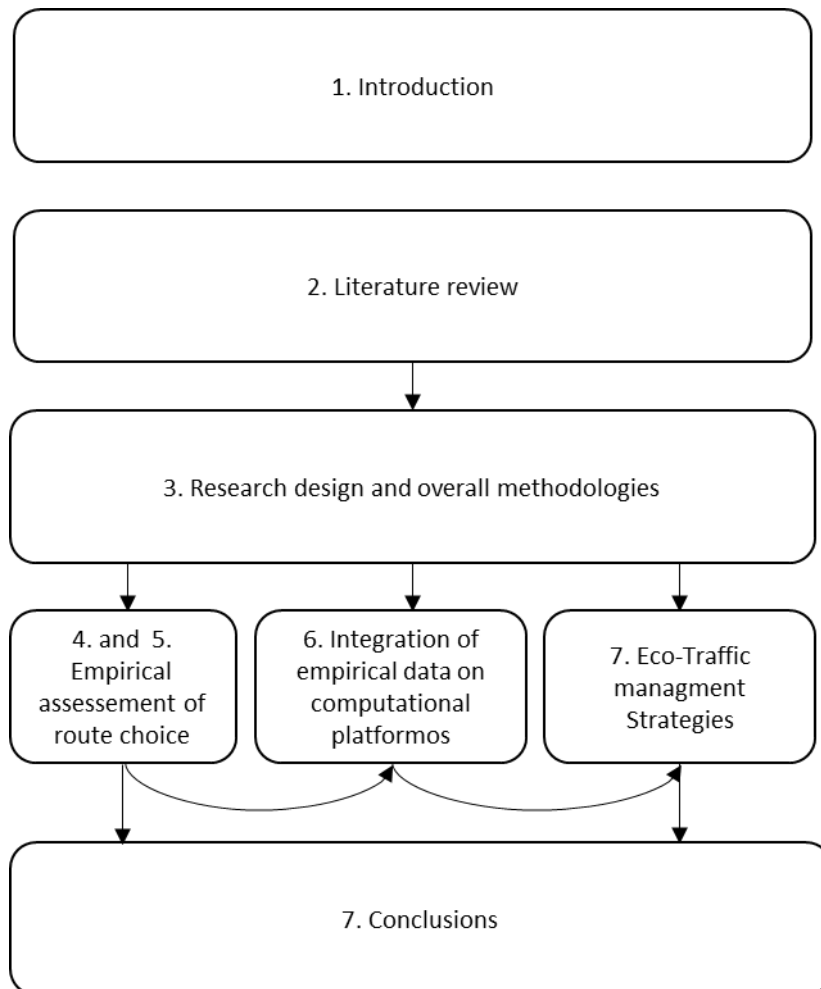 1. Introduction
2. Literature review
3. Research design and overall methodologies
4. and 5.
Empirical
assessement of
route choice
6. Integration of
empirical data on
computational
platformos
7. Eco-Traffic
managment
Strategies
7. Conclusions